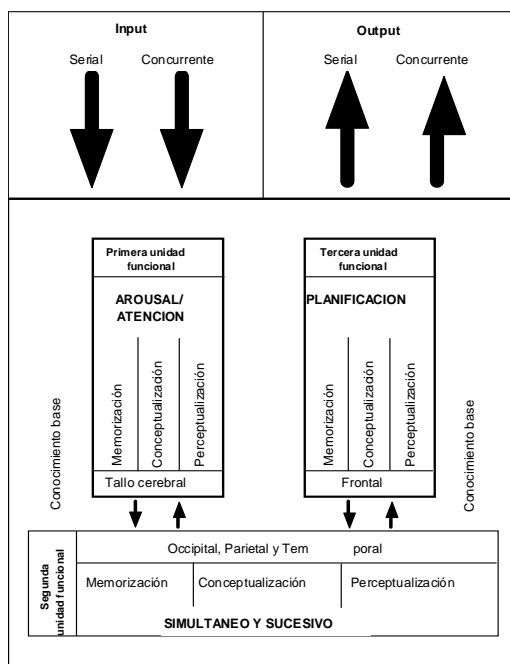 Input
Output
Serial Concurrente
Serial Concurrente
Primera unidad
funcional
AROUSAL/
ATENCION
Memorización
Conceptualización
Perceptualización
Tallo cerebral
Tercera unidad
funcional
PLANIFICACION
Memorización
Conceptualización
Perceptualización
Frontal
Conocimiento base
Conocimiento base
Segunda
unidad funcional
Occipital, Parietal y Tem poral
Memorización Conceptualización Perceptualización
SIMULTANEO Y SUCESIVO